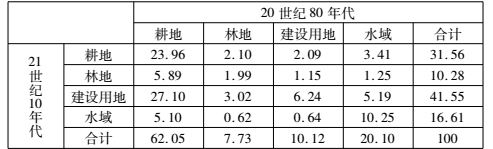 20 世纪 80 年代
耕地 林地 建设用地 水域 合计
21世纪10年代
耕地 23.96 2.10 2.09 3.41 31.56
林地 5.89 1.99 1.15 1.25 10.28
建设用地 27.10 3.02 6.24 5.19 41.55
水域 5.10 0.62 0.64 10.25 16.61
合计 62.05 7.73 10.12 20.10 100